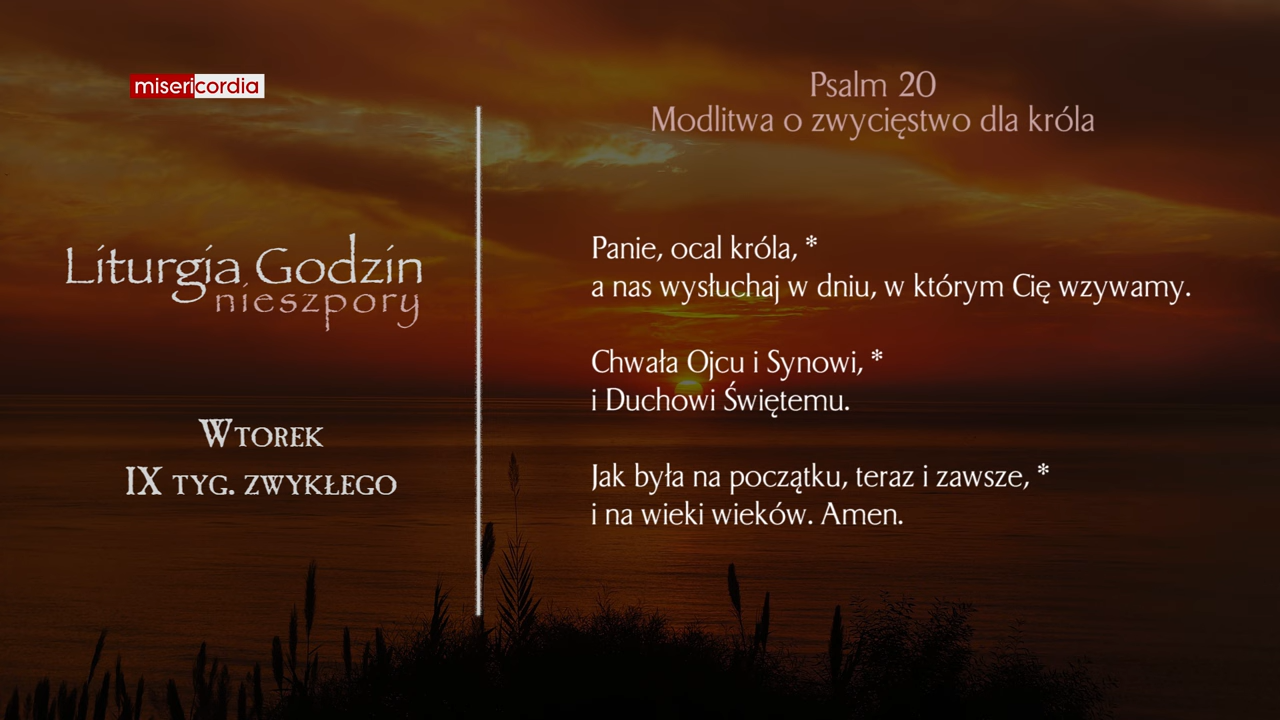 misericordia
Liturgia Godzin
nieszpory
Wtorek
IX tyg. zwykłego
Psalm 20
Modlitwa o zwycięstwo dla króla
Panie, ocal króla, *
a nas wysłuchaj w dniu, w którym Cię wzywamy.
Chwała Ojcu i Synowi, *
i Duchowi Świętemu.
Jak była na początku, teraz i zawsze, *
i na wieki wieków. Amen.